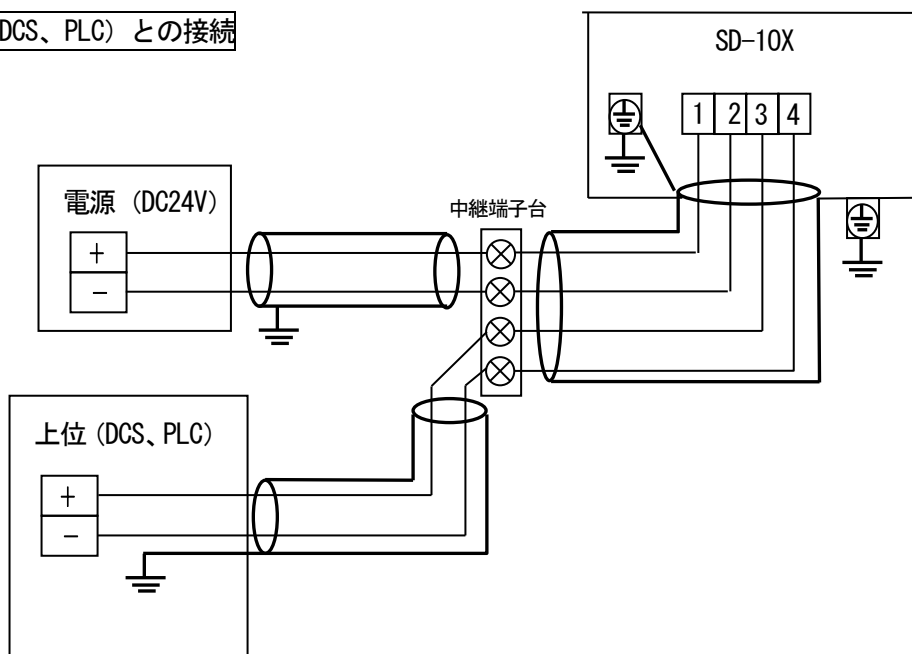 DCS、PLC) との接続
SD-10X
1 2 3 4
電源 (DC24V)
+
−
中継端子台
上位 (DCS、PLC)
+
−